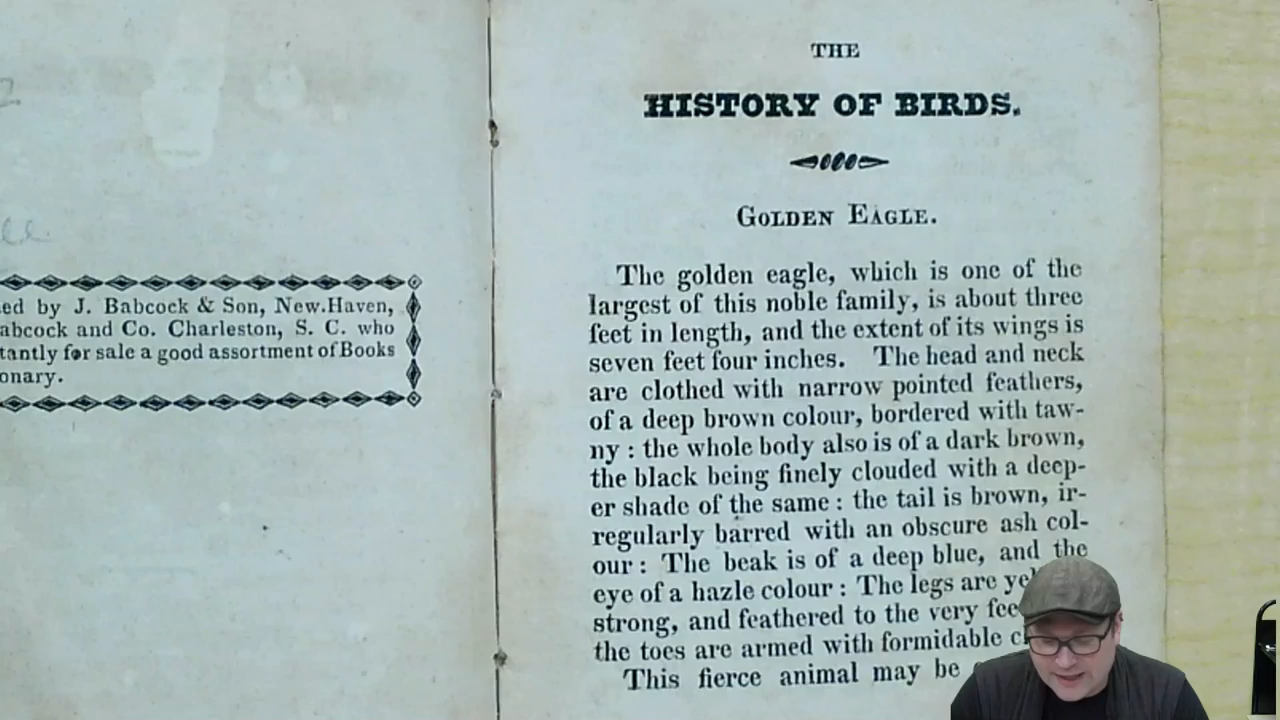 ed by J. Babcock & Son, New.Haven,
abcock and Co. Charleston, S. C. who
tantly for sale a good assortment of Books
onary.
THE
HISTORY OF BIRDS.
GOLDEN EAGLE.
The golden eagle, which is one of the
largest of this noble family, is about three
feet in length, and the extent of its wings is
seven feet four inches. The head and neck
are clothed with narrow pointed feathers,
of a deep brown colour, bordered with taw-
ny : the whole body also is of a dark brown,
the black being finely clouded with a deep-
er shade of the same : the tail is brown, ir-
regularly barred with an obscure ash col-
our : The beak is of a deep blue, and the
eye of a hazle colour : The legs are
strong, and feathered to the very
the toes are armed with formidable
This fierce animal may be